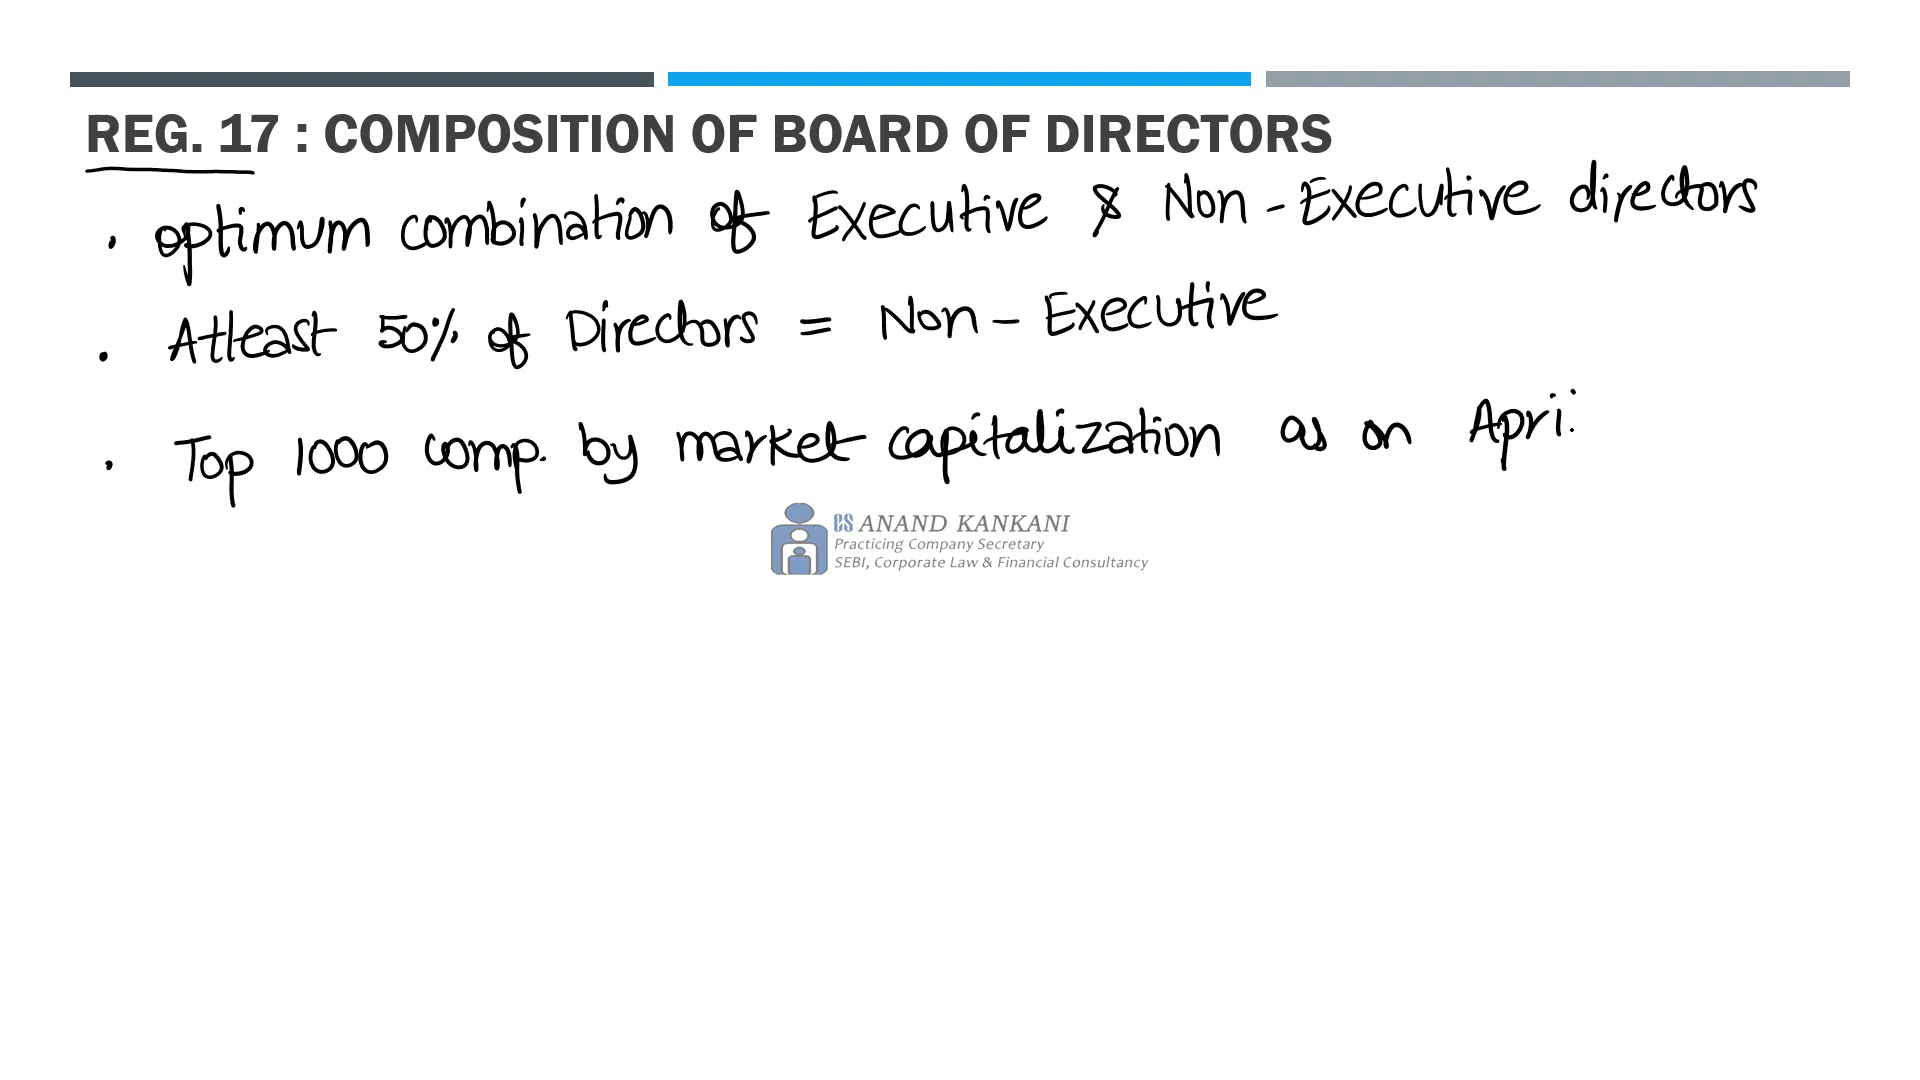 REG. 17 : COMPOSITION OF BOARD OF DIRECTORS
• optimum combination of Executive & Non-Executive directors
• Atleast 50% of Directors = Non-Executive
• Top 1000 comp. by market capitalization as on Apri
CS ANAND KANKANI
Practicing Company Secretary
SEBI, Corporate Law & Financial Consultancy